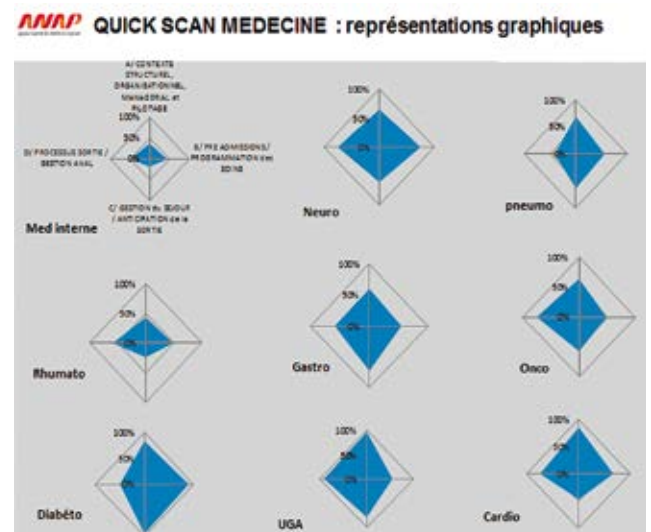 ANAP QUICK SCAN MEDECINE : représentations graphiques
A/ CONTEXTE
STRUCTUREL,
ORGANISATIONNEL,
MANAGERIAL et
PILOTAGE
100%
50%
0%
D/ PROCESSUS SORTIE /
GESTION AVAL
B/ PRE ADMISSIONS /
PROGRAMMATION des
SOINS
C/ GESTION du SEJOUR
/ ANTICIPATION de la
SORTIE
Med interne
100%
50%
0%
Neuro
100%
50%
0%
pneumo
100%
50%
0%
Rhumato
100%
50%
0%
Gastro
100%
50%
0%
Onco
100%
50%
0%
Diabéto
100%
50%
0%
UGA
100%
50%
0%
Cardio